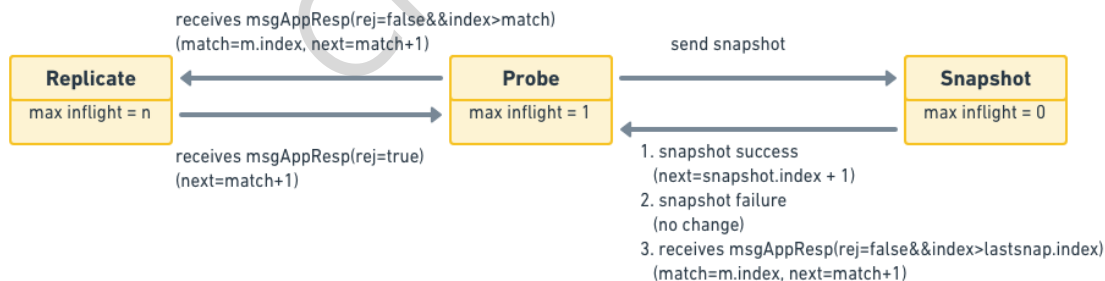 receives msgAppResp(rej=false&&index>match)
(match=m.index, next=match+1)
send snapshot
Replicate
max inflight = n
Probe
max inflight = 1
Snapshot
max inflight = 0
receives msgAppResp(rej=true)
(next=match+1)
1. snapshot success
(next=snapshot.index + 1)
2. snapshot failure
(no change)
3. receives msgAppResp(rej=false&&index>lastsnap.index)
(match=m.index, next=match+1)